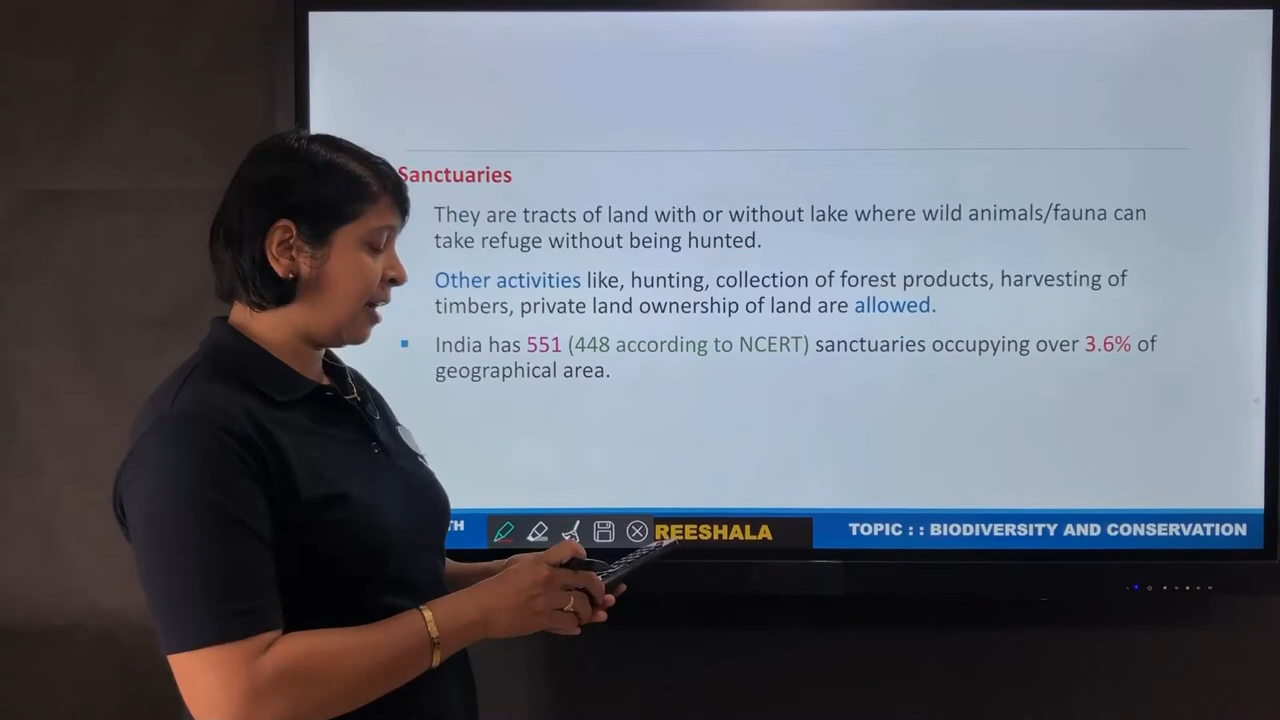 Sanctuaries
They are tracts of land with or without lake where wild animals/fauna can
take refuge without being hunted.
Other activities like, hunting, collection of forest products, harvesting of
timbers, private land ownership of land are allowed.
India has 551 (448 according to NCERT) sanctuaries occupying over 3.6% of
geographical area.
TH
REESHALA
TOPIC : : BIODIVERSITY AND CONSERVATION